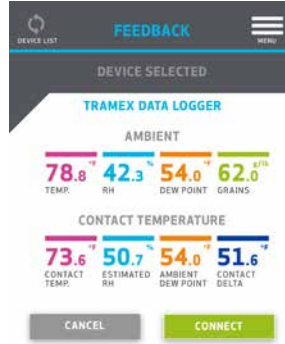 DEVICE LIST FEEDBACK MENU
DEVICE SELECTED
TRAMEX DATA LOGGER
AMBIENT
78.8 °F 42.3 % 54.0 °F 62.0 gr/lb
TEMP. RH DEW POINT GRAINS
CONTACT TEMPERATURE
73.6 °F 50.7 % 54.0 °F 51.6 °F
CONTACT TEMP. ESTIMATED RH AMBIENT DEW POINT CONTACT DELTA
CANCEL CONNECT